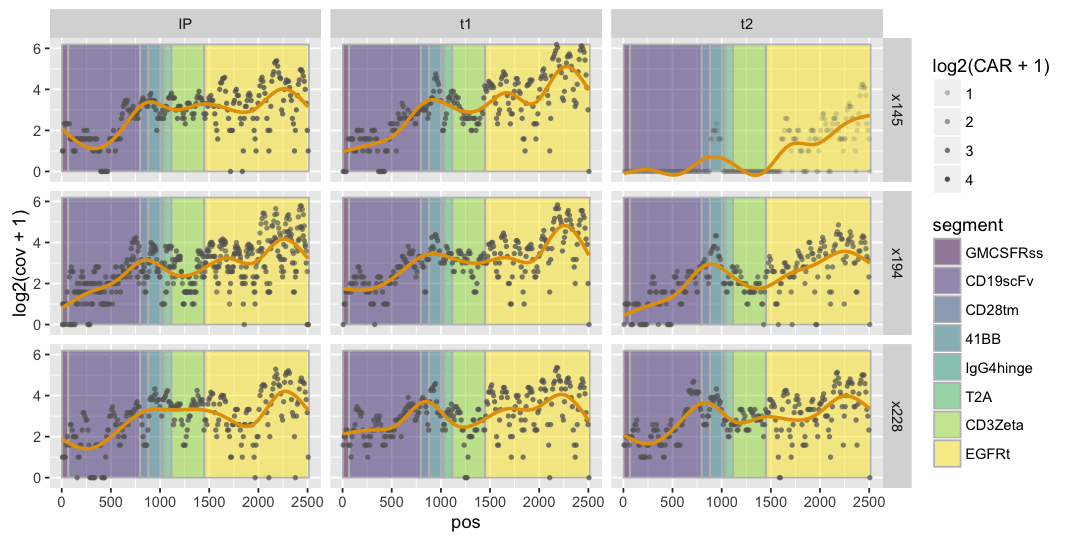 IP t1 t2
log2(cov + 1)
6
4
2
0
x145
6
4
2
0
x194
6
4
2
0
x228
0 500 1000 1500 2000 2500 0 500 1000 1500 2000 2500 0 500 1000 1500 2000 2500
pos
log2(CAR + 1)
1
2
3
4
segment
GMCSFRss
CD19scFv
CD28tm
41BB
IgG4hinge
T2A
CD3Zeta
EGFRt